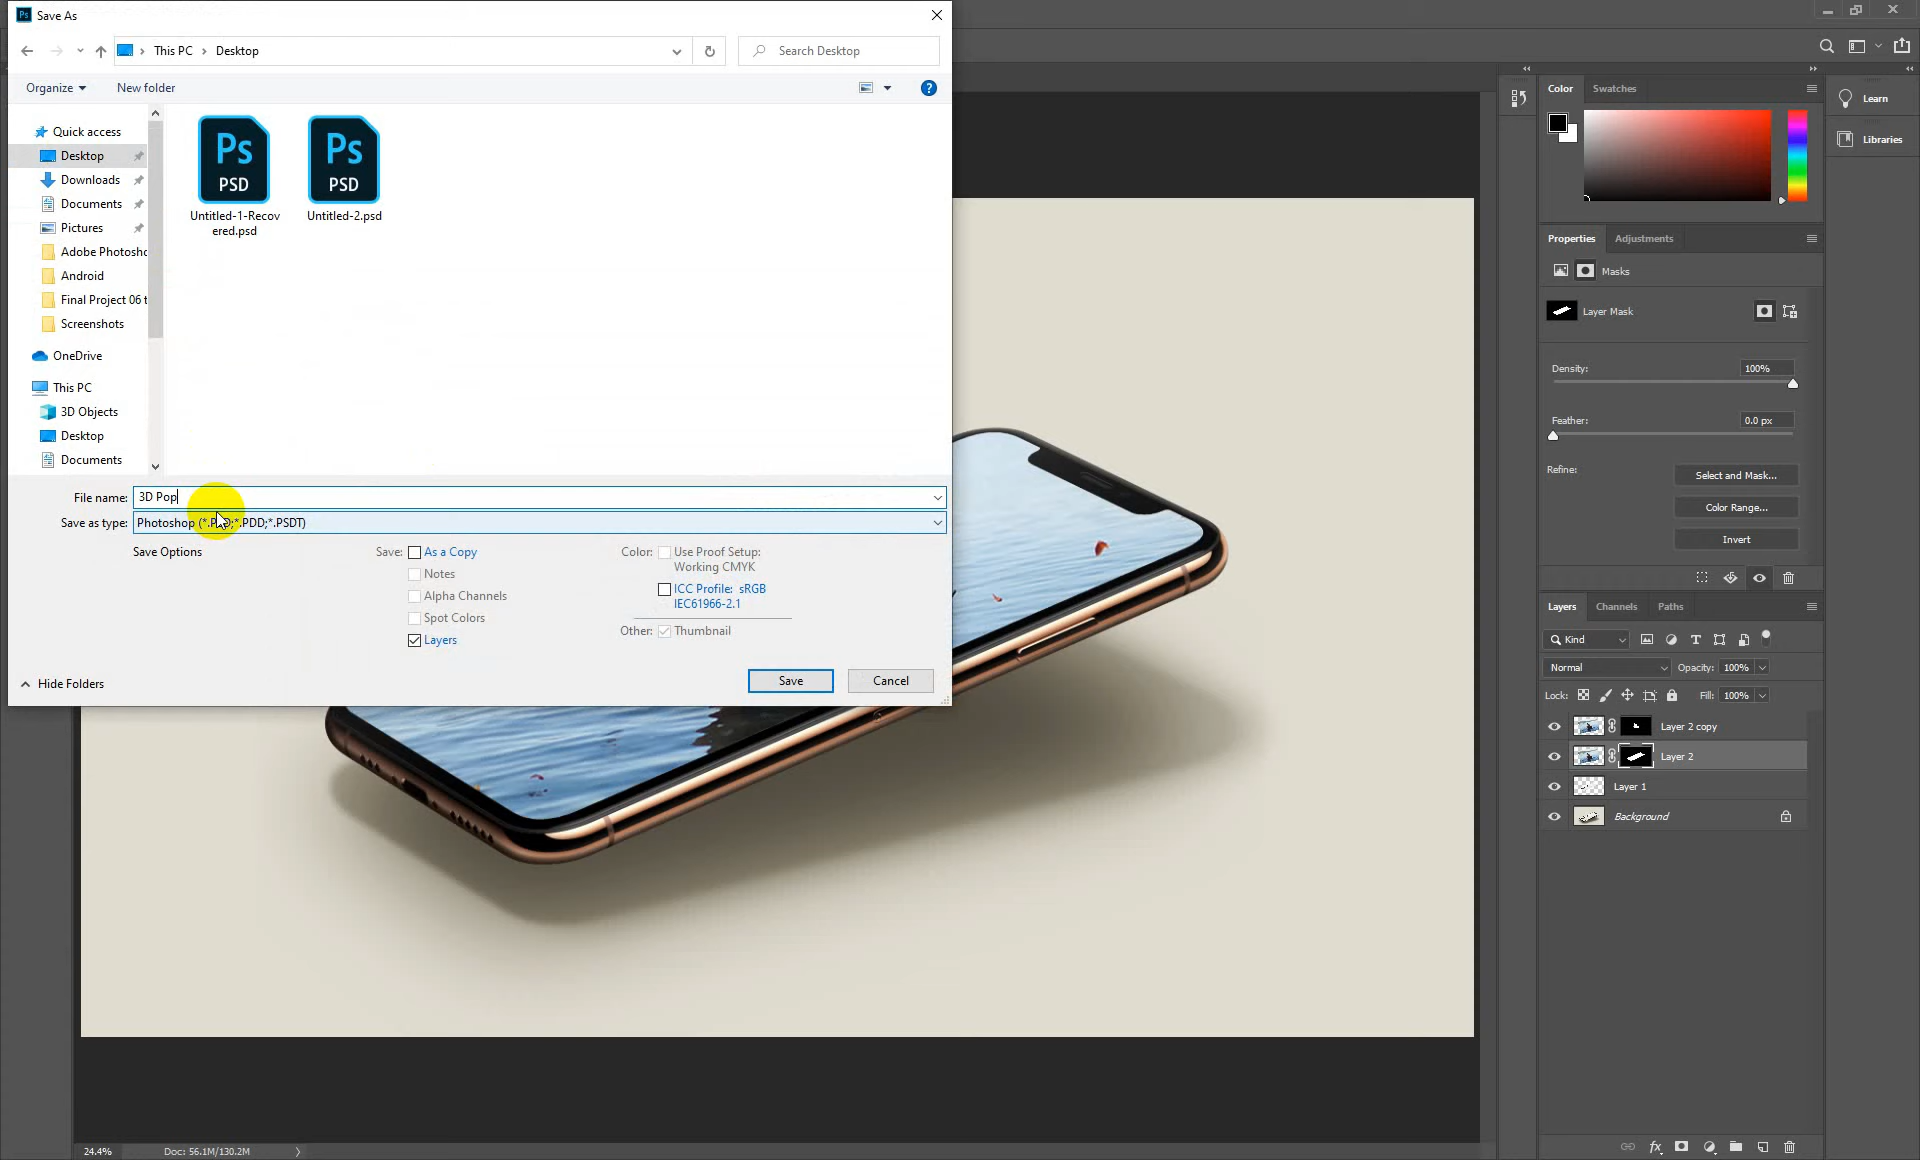 Ps Save As
This PC Desktop
Search Desktop
Organize
New folder
Quick access
Desktop
Downloads
Documents
Pictures
Adobe Photosho
Android
Final Project 06 t
Screenshots
OneDrive
This PC
3D Objects
Desktop
Documents
Ps
PSD
Untitled-1-Recov
ered.psd
Ps
PSD
Untitled-2.psd
File name: 3D Pop
Save as type: Photoshop (*.PSD;*.PDD;*.PSDT)
Save Options
Save: As a Copy
Notes
Alpha Channels
Spot Colors
Layers
Color: Use Proof Setup:
Working CMYK
ICC Profile: sRGB
IEC61966-2.1
Other: Thumbnail
Hide Folders
Save
Cancel
Color Swatches
Learn
Libraries
Properties Adjustments
Masks
Layer Mask
Density: 100%
Feather: 0.0 px
Refine:
Select and Mask...
Color Range...
Invert
Layers Channels Paths
Kind
Normal Opacity: 100%
Lock: Fill: 100%
Layer 2 copy
Layer 2
Layer 1
Background
fx
24.4% Doc: 56.1M/130.2M